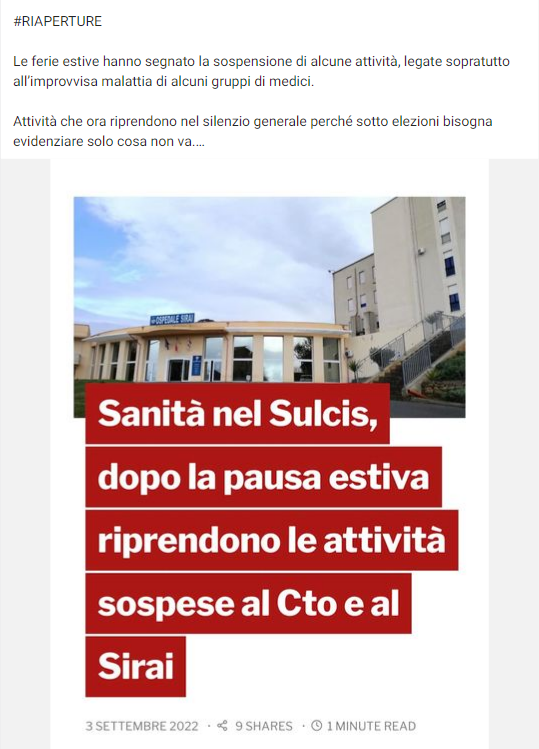 #RIAPERTURE
Le ferie estive hanno segnato la sospensione di alcune attività, legate sopratutto
all'improvvisa malattia di alcuni gruppi di medici.
Attività che ora riprendono nel silenzio generale perché sotto elezioni bisogna
evidenziare solo cosa non va....
OSPEDALE SIRAI
Sanità nel Sulcis,
dopo la pausa estiva
riprendono le attività
sospese al Cto e al
Sirai
3 SETTEMBRE 2022 · 9 SHARES · 1 MINUTE READ